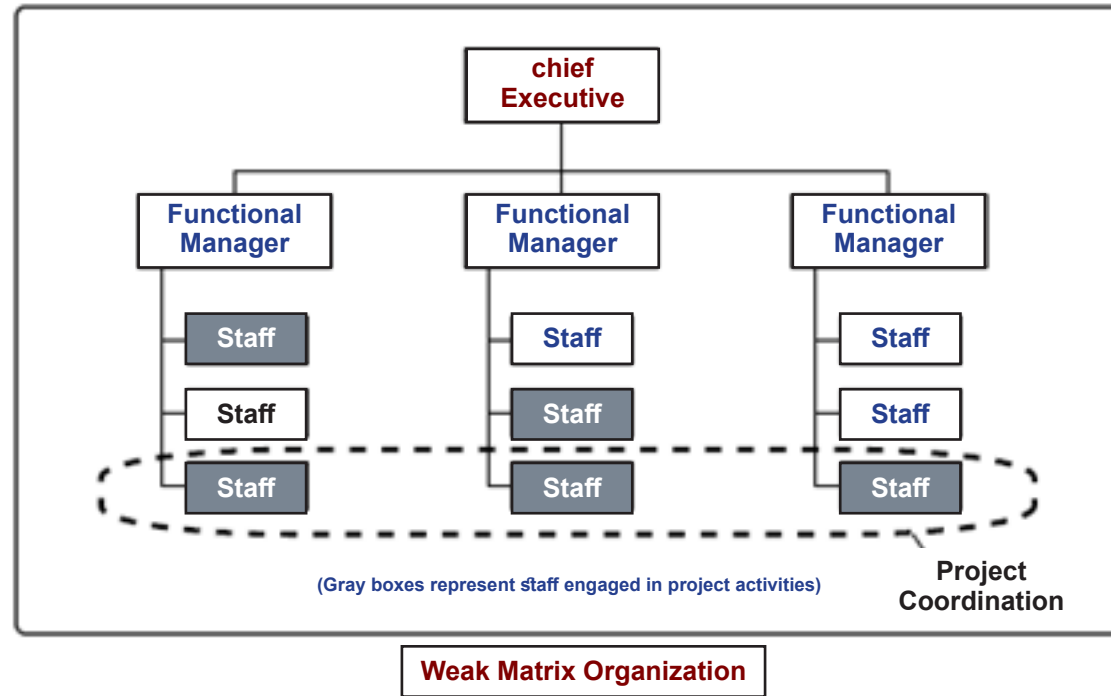 chief
Executive
Functional
Manager
Functional
Manager
Functional
Manager
Staff
Staff
Staff
Staff
Staff
Staff
Staff
Staff
Staff
(Gray boxes represent staff engaged in project activities)
Project
Coordination
Weak Matrix Organization